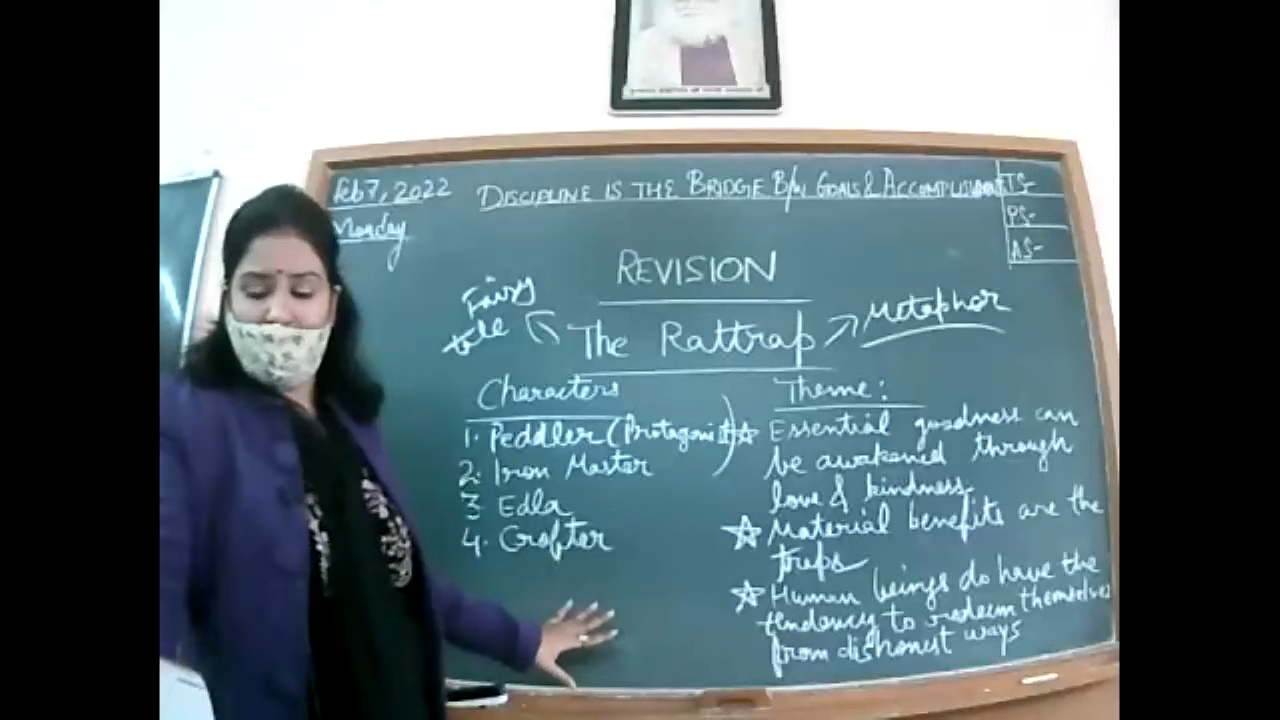 Feb 7, 2022
Monday
DISCIPLINE IS THE BRIDGE B/W GOALS & ACCOMPLISHMENTS
TS-
PS-
AS-
REVISION
Fairy
tale
The Rattrap
Metaphor
Characters
1. Peddler (Protagonist)
2. Iron Master
3. Edla
4. Crofter
Theme:
☆ Essential goodness can
be awakened through
love & kindness
☆ Material benefits are the
traps
☆ Human beings do have the
tendency to redeem themselves
from dishonest ways